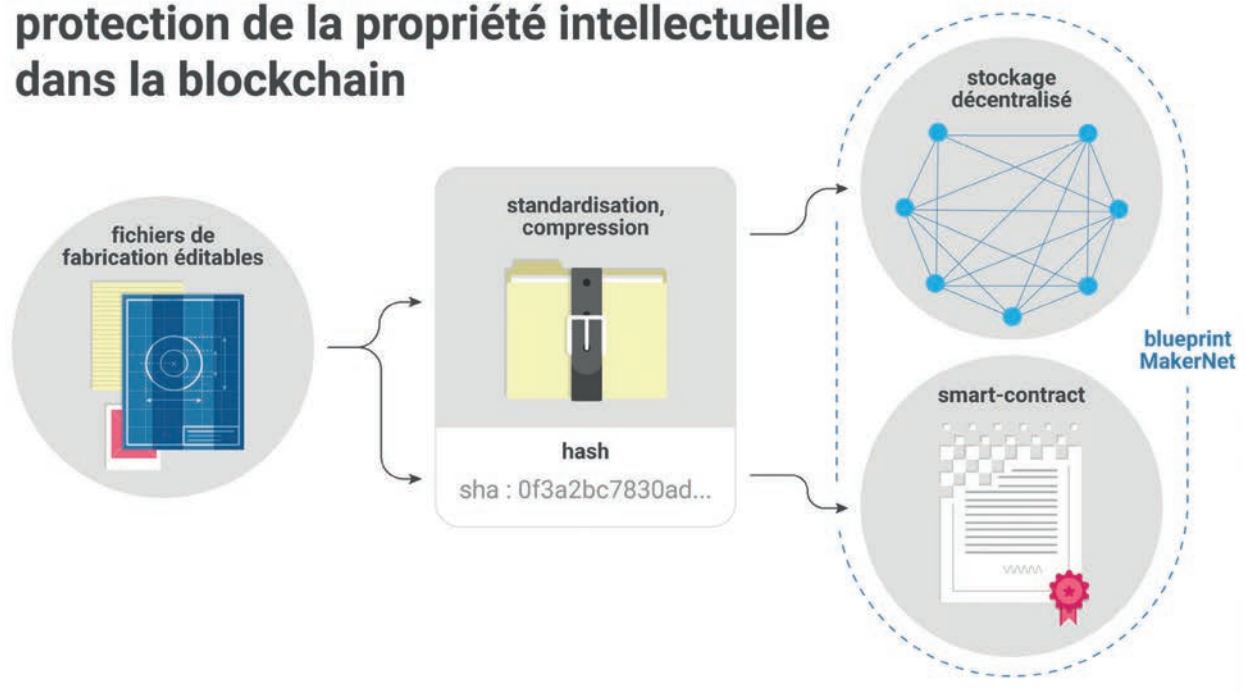 protection de la propriété intellectuelle
dans la blockchain
fichiers de
fabrication éditables
standardisation,
compression
hash
sha : 0f3a2bc7830ad...
stockage
décentralisé
smart-contract
blueprint
MakerNet